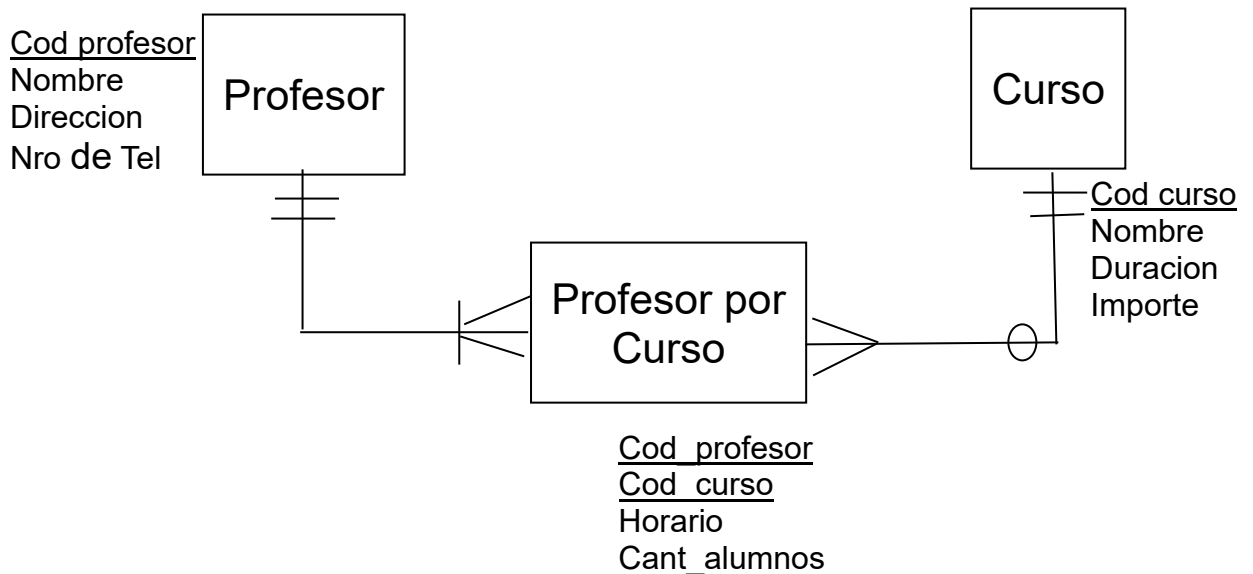 Cod profesor
Nombre
Direccion
Nro de Tel
Profesor
Curso
Cod curso
Nombre
Duracion
Importe
Profesor por
Curso
Cod_profesor
Cod_curso
Horario
Cant_alumnos